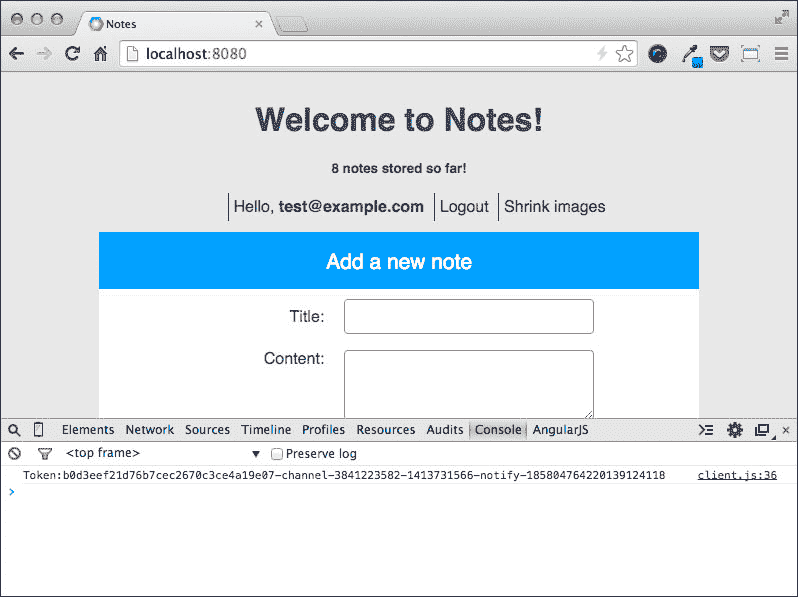 Notes
localhost:8080
Welcome to Notes!
8 notes stored so far!
Hello, test@example.com Logout Shrink images
Add a new note
Title:
Content:
Elements Network Sources Timeline Profiles Resources Audits Console AngularJS
<top frame> Preserve log
Token:b0d3eef21d76b7cec2670c3ce4a19e07-channel-3841223582-1413731566-notify-185804764220139124118 client.js:36